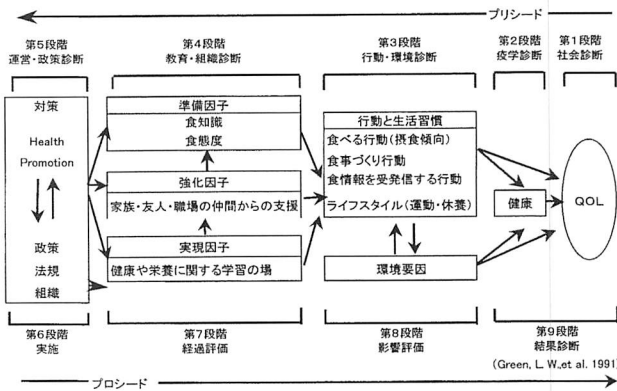 プリシード
第5段階
運営・政策診断
第4段階
教育・組織診断
第3段階
行動・環境診断
第2段階
疫学診断
第1段階
社会診断
対策
Health
Promotion
政策
法規
組織
準備因子
食知識
食態度
強化因子
家族・友人・職場の仲間からの支援
実現因子
健康や栄養に関する学習の場
行動と生活習慣
食べる行動(摂食傾向)
食事づくり行動
食情報を受発信する行動
ライフスタイル(運動・休養)
環境要因
健康
QOL
第6段階
実施
第7段階
経過評価
第8段階
影響評価
第9段階
結果診断
(Green, L. W.,et al. 1991)
プロシード